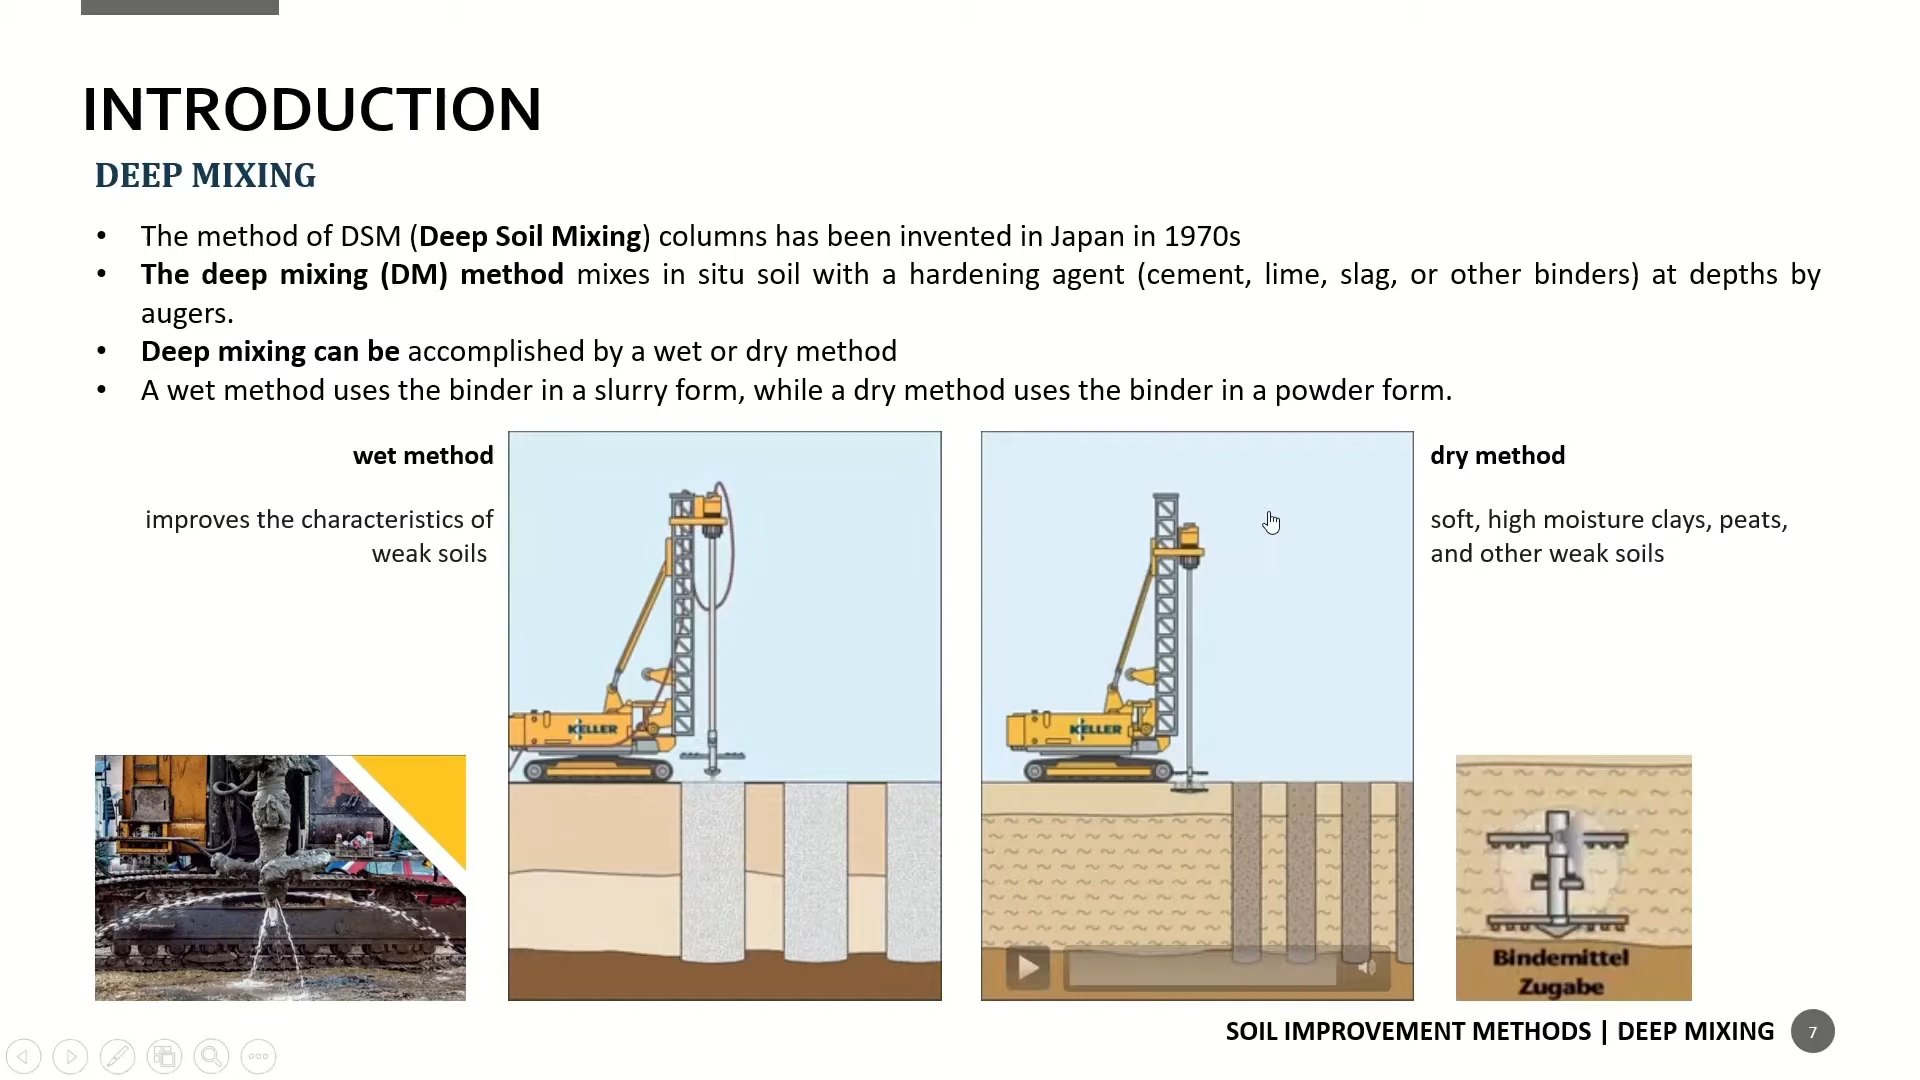 INTRODUCTION
DEEP MIXING
• The method of DSM (Deep Soil Mixing) columns has been invented in Japan in 1970s
• The deep mixing (DM) method mixes in situ soil with a hardening agent (cement, lime, slag, or other binders) at depths by
augers.
• Deep mixing can be accomplished by a wet or dry method
• A wet method uses the binder in a slurry form, while a dry method uses the binder in a powder form.
wet method
improves the characteristics of
weak soils
KELLER
KELLER
dry method
soft, high moisture clays, peats,
and other weak soils
Bindemittel
Zugabe
SOIL IMPROVEMENT METHODS | DEEP MIXING 7